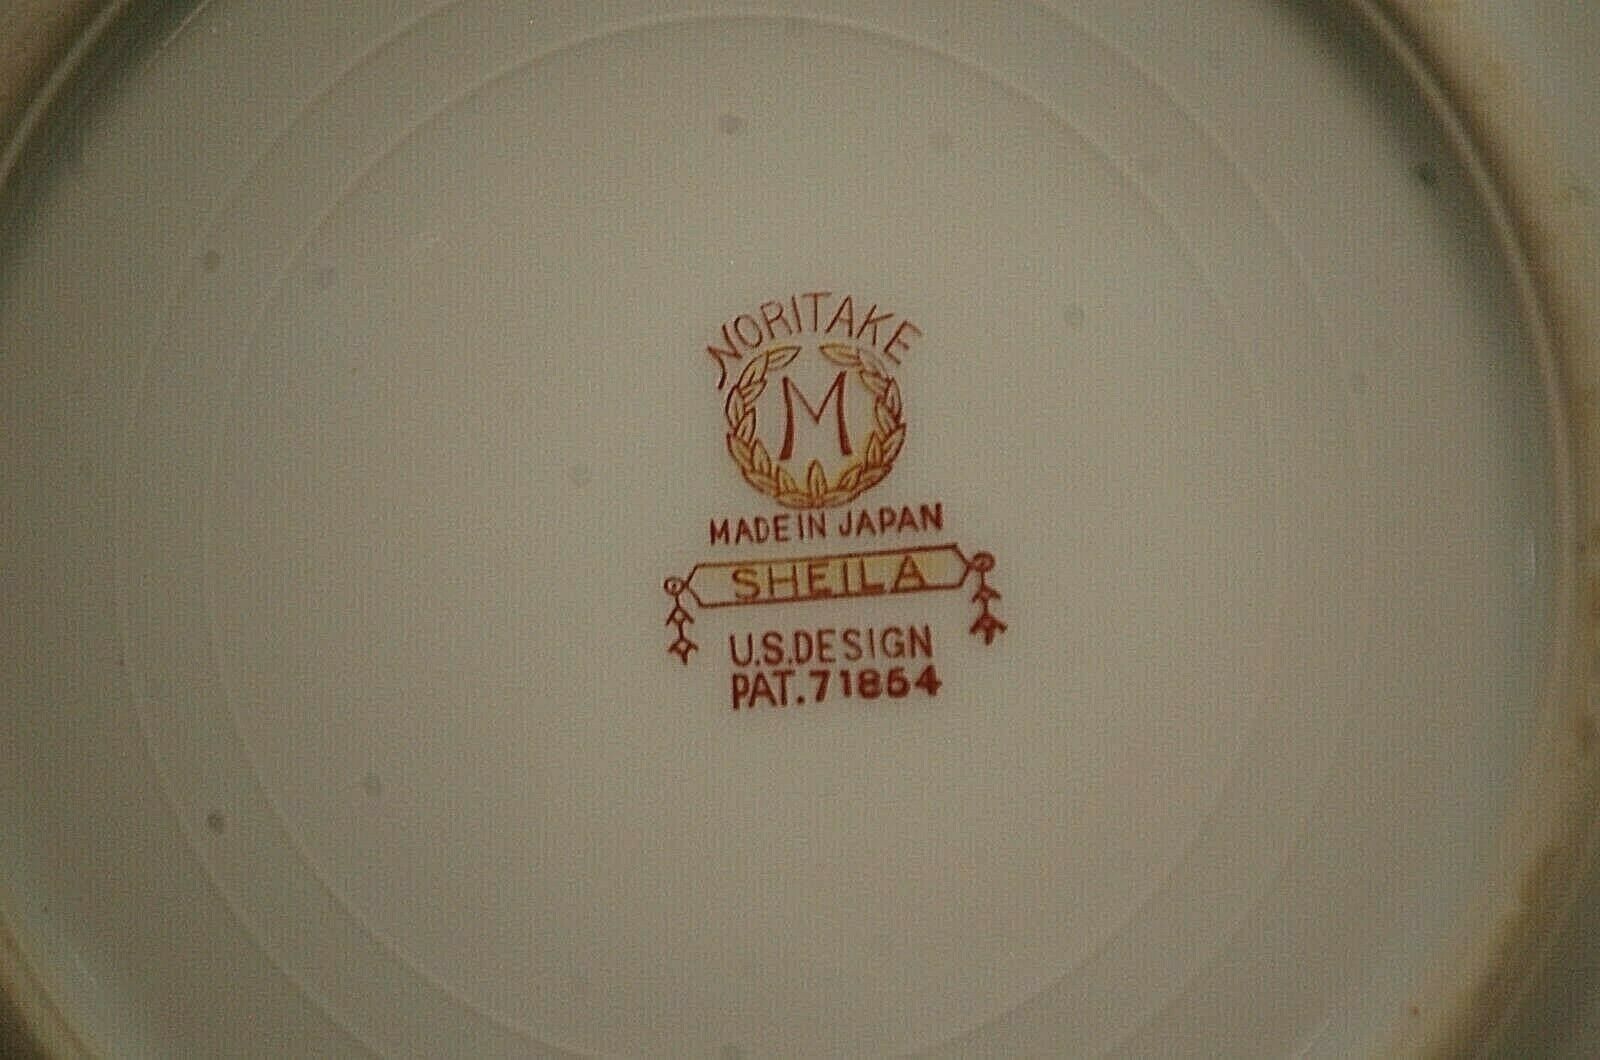 NORITAKE
M
MADE IN JAPAN
SHEILA
U.S.DESIGN
PAT.71864